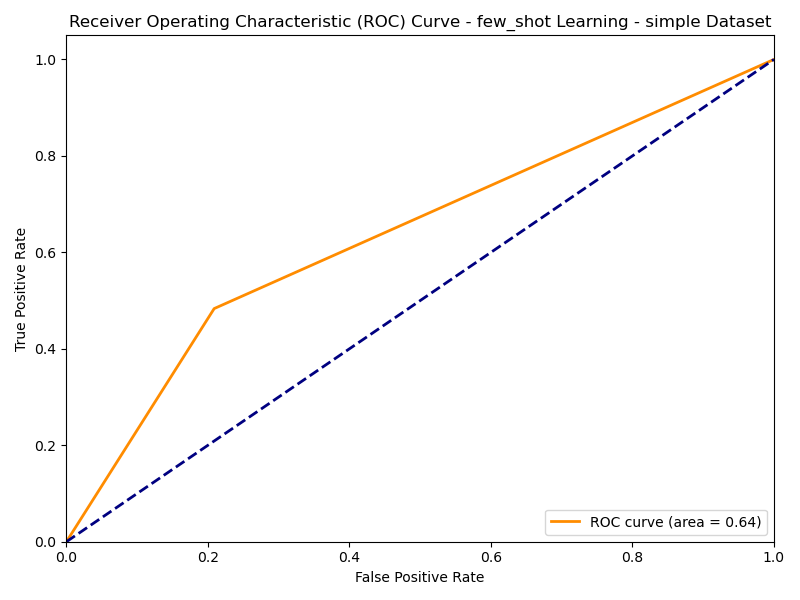 Receiver Operating Characteristic (ROC) Curve - few_shot Learning - simple Dataset
True Positive Rate
1.0
0.8
0.6
0.4
0.2
0.0
ROC curve (area = 0.64)
0.0 0.2 0.4 0.6 0.8 1.0
False Positive Rate